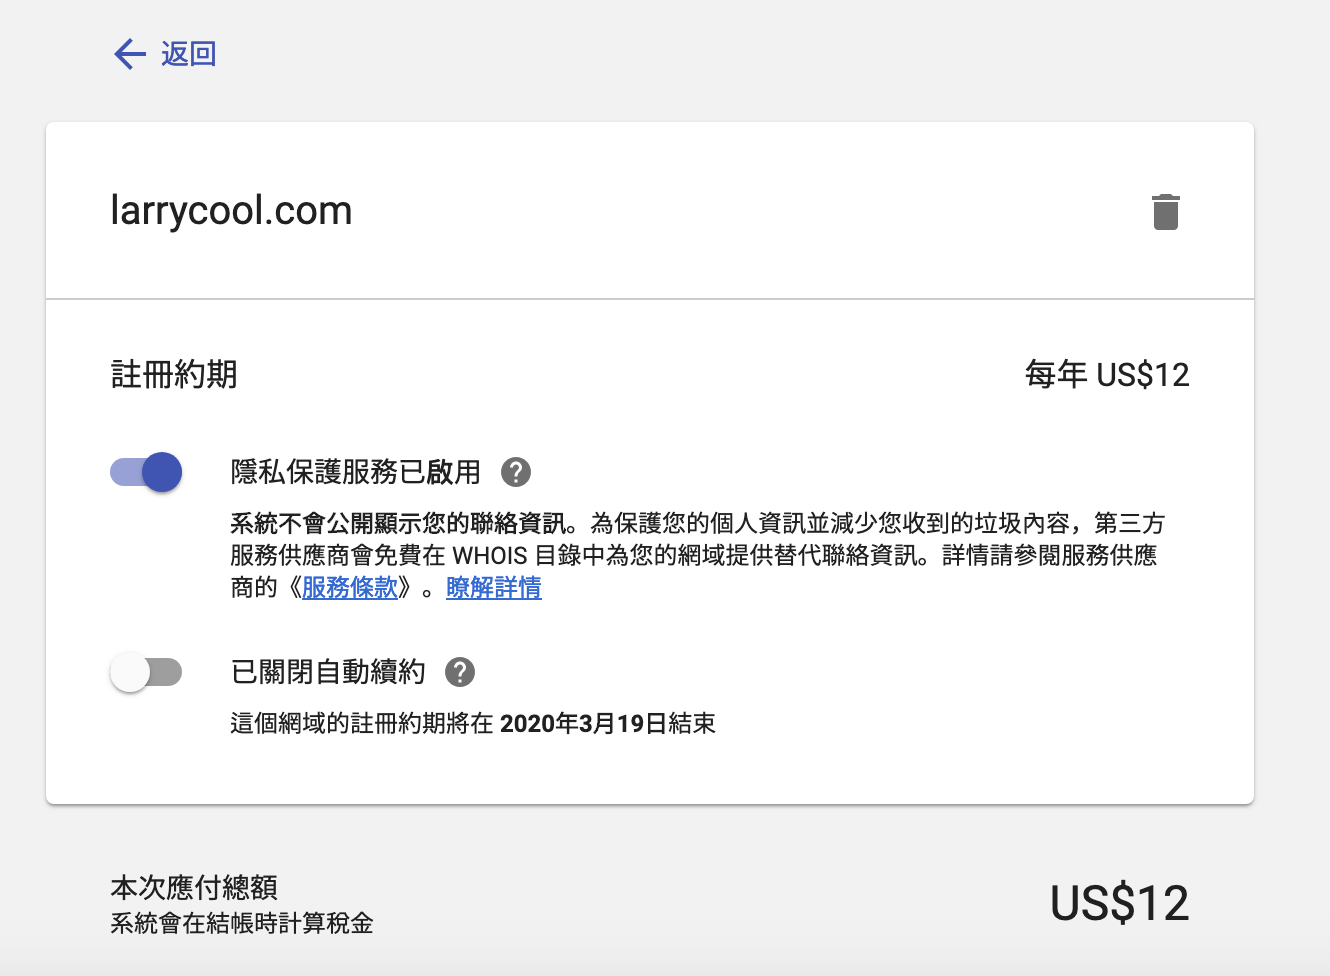 返回
larrycool.com
註冊約期
每年 US$12
隱私保護服務已啟用
系統不會公開顯示您的聯絡資訊。為保護您的個人資訊並減少您收到的垃圾內容，第三方
服務供應商會免費在 WHOIS 目錄中為您的網域提供替代聯絡資訊。詳情請參閱服務供應
商的《服務條款》。瞭解詳情
已關閉自動續約
這個網域的註冊約期將在 2020年3月19日結束
本次應付總額
系統會在結帳時計算稅金
US$12